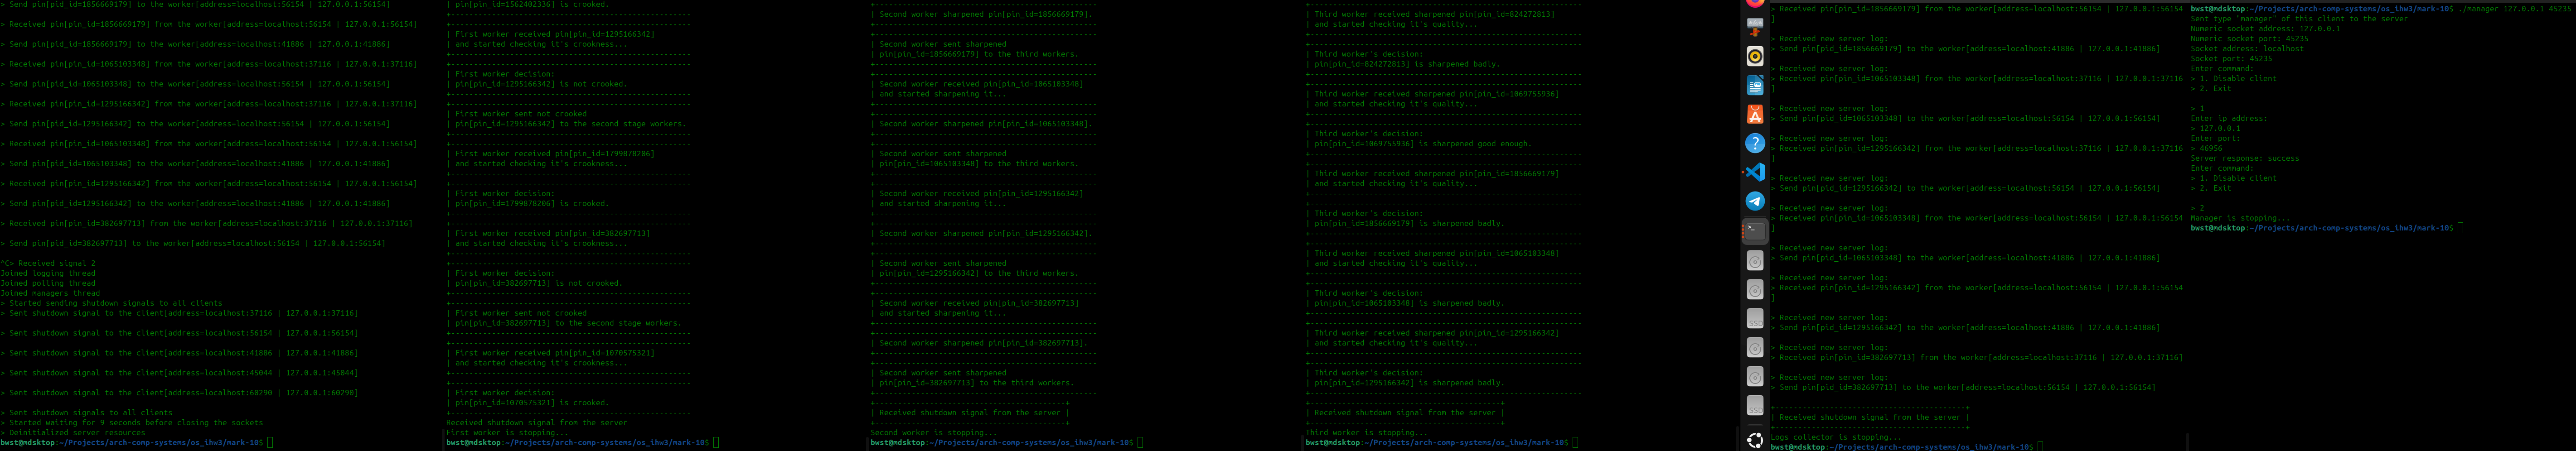 > Send pin[pid_id=1856669179] to the worker[address=localhost:56154 | 127.0.0.1:56154]
> Received pin[pin_id=1856669179] from the worker[address=localhost:56154 | 127.0.0.1:56154]
> Send pin[pid_id=1856669179] to the worker[address=localhost:41886 | 127.0.0.1:41886]
> Received pin[pin_id=1065103348] from the worker[address=localhost:37116 | 127.0.0.1:37116]
> Send pin[pid_id=1065103348] to the worker[address=localhost:56154 | 127.0.0.1:56154]
> Received pin[pin_id=1295166342] from the worker[address=localhost:37116 | 127.0.0.1:37116]
> Send pin[pid_id=1295166342] to the worker[address=localhost:56154 | 127.0.0.1:56154]
> Received pin[pin_id=1065103348] from the worker[address=localhost:56154 | 127.0.0.1:56154]
> Send pin[pid_id=1065103348] to the worker[address=localhost:41886 | 127.0.0.1:41886]
> Received pin[pin_id=1295166342] from the worker[address=localhost:56154 | 127.0.0.1:56154]
> Send pin[pid_id=1295166342] to the worker[address=localhost:41886 | 127.0.0.1:41886]
> Received pin[pin_id=382697713] from the worker[address=localhost:37116 | 127.0.0.1:37116]
> Send pin[pid_id=382697713] to the worker[address=localhost:56154 | 127.0.0.1:56154]
^C> Received signal 2
Joined logging thread
Joined polling thread
Joined managers thread
> Started sending shutdown signals to all clients
> Sent shutdown signal to the client[address=localhost:37116 | 127.0.0.1:37116]
> Sent shutdown signal to the client[address=localhost:56154 | 127.0.0.1:56154]
> Sent shutdown signal to the client[address=localhost:41886 | 127.0.0.1:41886]
> Sent shutdown signal to the client[address=localhost:45044 | 127.0.0.1:45044]
> Sent shutdown signal to the client[address=localhost:60290 | 127.0.0.1:60290]
> Sent shutdown signals to all clients
> Started waiting for 9 seconds before closing the sockets
> Deinitialized server resources
bwst@mdsktop:~/Projects/arch-comp-systems/os_ihw3/mark-10$
| pin[pin_id=1562402336] is crooked.
| First worker received pin[pin_id=1295166342]
| and started checking it's crookness...
| First worker decision:
| pin[pin_id=1295166342] is not crooked.
| First worker sent not crooked
| pin[pin_id=1295166342] to the second stage workers.
| First worker received pin[pin_id=1799878206]
| and started checking it's crookness...
| First worker decision:
| pin[pin_id=1799878206] is crooked.
| First worker received pin[pin_id=382697713]
| and started checking it's crookness...
| First worker decision:
| pin[pin_id=382697713] is not crooked.
| First worker sent not crooked
| pin[pin_id=382697713] to the second stage workers.
| First worker received pin[pin_id=1070575321]
| and started checking it's crookness...
| First worker decision:
| pin[pin_id=1070575321] is crooked.
Received shutdown signal from the server
First worker is stopping...
bwst@mdsktop:~/Projects/arch-comp-systems/os_ihw3/mark-10$
| Second worker sharpened pin[pin_id=1856669179].
| Second worker sent sharpened
| pin[pin_id=1856669179] to the third workers.
| Second worker received pin[pin_id=1065103348]
| and started sharpening it...
| Second worker sharpened pin[pin_id=1065103348].
| Second worker sent sharpened
| pin[pin_id=1065103348] to the third workers.
| Second worker received pin[pin_id=1295166342]
| and started sharpening it...
| Second worker sharpened pin[pin_id=1295166342].
| Second worker sent sharpened
| pin[pin_id=1295166342] to the third workers.
| Second worker received pin[pin_id=382697713]
| and started sharpening it...
| Second worker sharpened pin[pin_id=382697713].
| Second worker sent sharpened
| pin[pin_id=382697713] to the third workers.
| Received shutdown signal from the server |
Second worker is stopping...
bwst@mdsktop:~/Projects/arch-comp-systems/os_ihw3/mark-10$
| Third worker received sharpened pin[pin_id=824272813]
| and started checking it's quality...
| Third worker's decision:
| pin[pin_id=824272813] is sharpened badly.
| Third worker received sharpened pin[pin_id=1069755936]
| and started checking it's quality...
| Third worker's decision:
| pin[pin_id=1069755936] is sharpened good enough.
| Third worker received sharpened pin[pin_id=1856669179]
| and started checking it's quality...
| Third worker's decision:
| pin[pin_id=1856669179] is sharpened badly.
| Third worker received sharpened pin[pin_id=1065103348]
| and started checking it's quality...
| Third worker's decision:
| pin[pin_id=1065103348] is sharpened badly.
| Third worker received sharpened pin[pin_id=1295166342]
| and started checking it's quality...
| Third worker's decision:
| pin[pin_id=1295166342] is sharpened badly.
| Received shutdown signal from the server |
Third worker is stopping...
bwst@mdsktop:~/Projects/arch-comp-systems/os_ihw3/mark-10$
SSD
SSD
> Received pin[pin_id=1856669179] from the worker[address=localhost:56154 | 127.0.0.1:56154
]
Received new server log:
> Send pin[pid_id=1856669179] to the worker[address=localhost:41886 | 127.0.0.1:41886]
Received new server log:
> Received pin[pin_id=1065103348] from the worker[address=localhost:37116 | 127.0.0.1:37116
]
Received new server log:
> Send pin[pid_id=1065103348] to the worker[address=localhost:56154 | 127.0.0.1:56154]
Received new server log:
> Received pin[pin_id=1295166342] from the worker[address=localhost:37116 | 127.0.0.1:37116
]
Received new server log:
> Send pin[pid_id=1295166342] to the worker[address=localhost:56154 | 127.0.0.1:56154]
Received new server log:
> Received pin[pin_id=1065103348] from the worker[address=localhost:56154 | 127.0.0.1:56154
]
Received new server log:
> Send pin[pid_id=1065103348] to the worker[address=localhost:41886 | 127.0.0.1:41886]
Received new server log:
> Received pin[pin_id=1295166342] from the worker[address=localhost:56154 | 127.0.0.1:56154
]
Received new server log:
> Send pin[pid_id=1295166342] to the worker[address=localhost:41886 | 127.0.0.1:41886]
Received new server log:
> Received pin[pin_id=382697713] from the worker[address=localhost:37116 | 127.0.0.1:37116]
Received new server log:
> Send pin[pid_id=382697713] to the worker[address=localhost:56154 | 127.0.0.1:56154]
| Received shutdown signal from the server |
Logs collector is stopping...
bwst@mdsktop:~/Projects/arch-comp-systems/os_ihw3/mark-10$
bwst@mdsktop:~/Projects/arch-comp-systems/os_ihw3/mark-10$ ./manager 127.0.0.1 45235
Sent type "manager" of this client to the server
Numeric socket address: 127.0.0.1
Numeric socket port: 45235
Socket address: localhost
Socket port: 45235
Enter command:
> 1. Disable client
> 2. Exit
> 1
Enter ip address:
> 127.0.0.1
Enter port:
> 46956
Server response: success
Enter command:
> 1. Disable client
> 2. Exit
> 2
Manager is stopping...
bwst@mdsktop:~/Projects/arch-comp-systems/os_ihw3/mark-10$